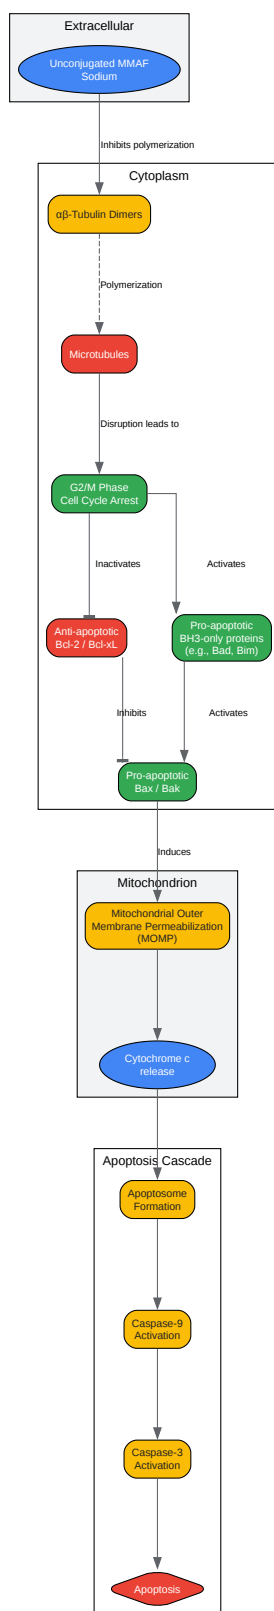 Extracellular
Unconjugated MMAF
Sodium
Inhibits polymerization
Cytoplasm
αβ-Tubulin Dimers
Polymerization
Microtubules
Disruption leads to
G2/M Phase
Cell Cycle Arrest
Inactivates
Activates
Anti-apoptotic
Bcl-2 / Bcl-xL
Pro-apoptotic
BH3-only proteins
(e.g., Bad, Bim)
Inhibits
Activates
Pro-apoptotic
Bax / Bak
Induces
Mitochondrion
Mitochondrial Outer
Membrane Permeabilization
(MOMP)
Cytochrome c
release
Apoptosis Cascade
Apoptosome
Formation
Caspase-9
Activation
Caspase-3
Activation
Apoptosis